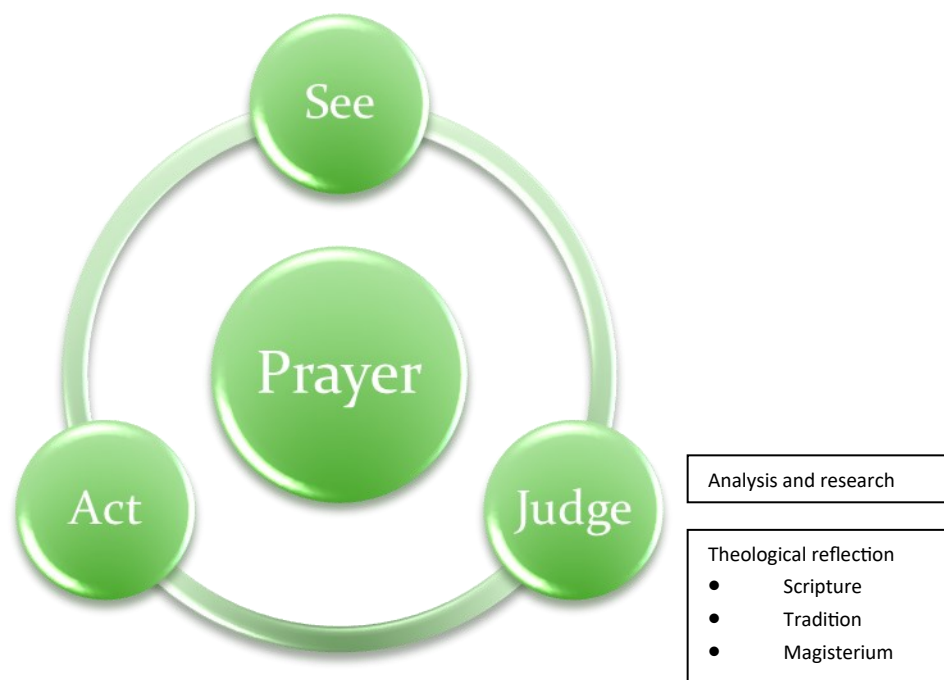 See
Prayer
Act
Judge
Analysis and research
Theological reflection
● Scripture
● Tradition
● Magisterium